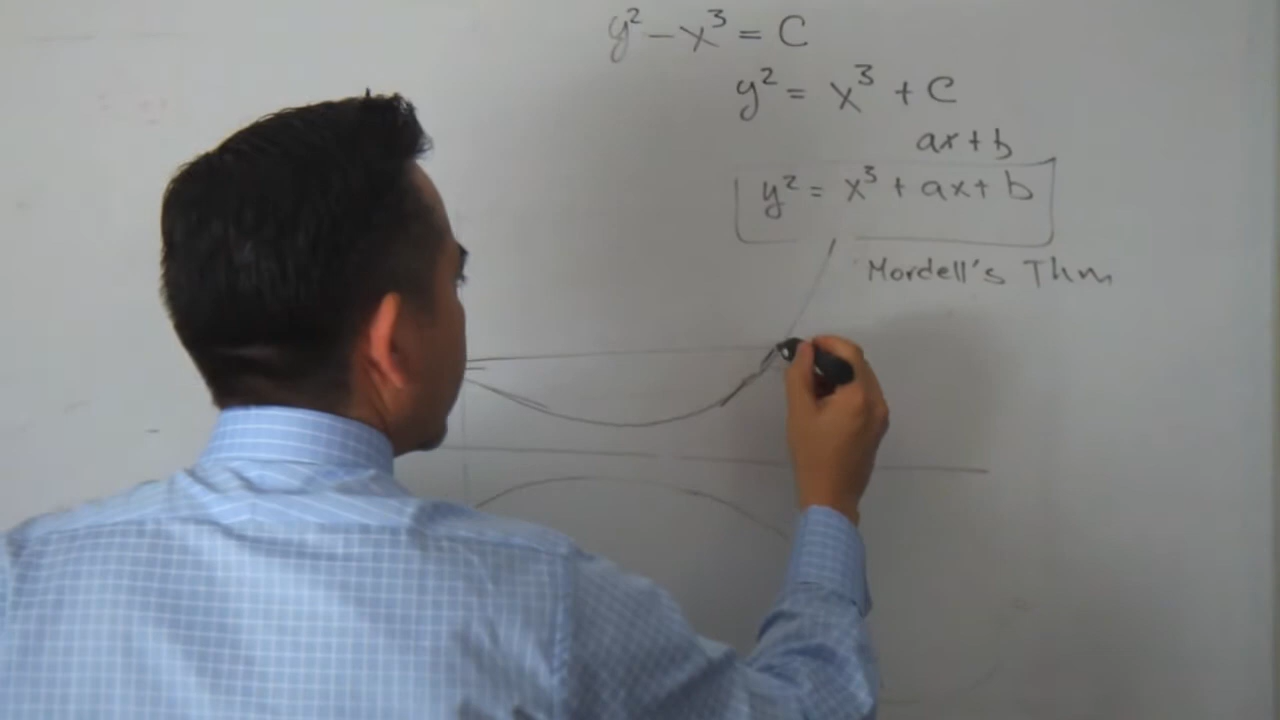 y² – x³ = C
y² = x³ + C
ax + b
y² = x³ + ax + b
Mordell's Thm